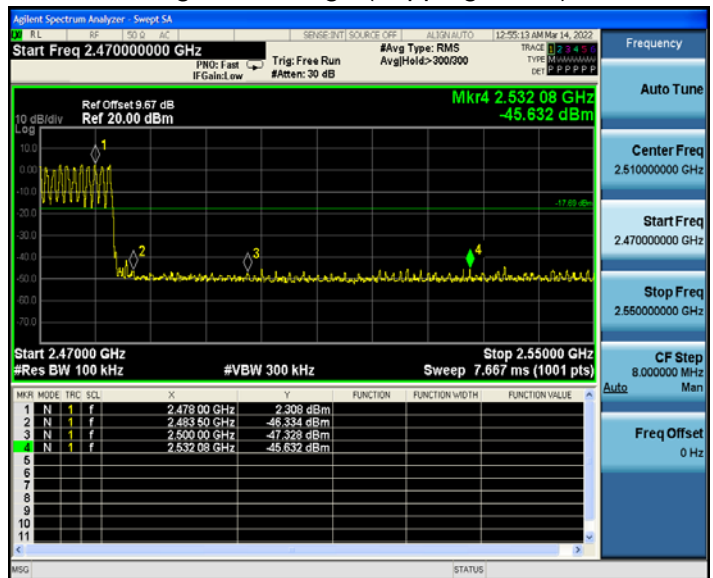 Agilent Spectrum Analyzer - Swept SA
RL RF 50 Ω AC SENSE:INT SOURCE OFF ALIGN AUTO 12:55:13 AM Mar 14, 2022
Start Freq 2.470000000 GHz
PNO: Fast
IFGain:Low
Trig: Free Run
#Atten: 30 dB
#Avg Type: RMS
Avg|Hold:>300/300
TRACE 1 2 3 4 5 6
TYPE MWWWWW
DET P P P P P P
Mkr4 2.532 08 GHz
-45.632 dBm
Ref Offset 9.67 dB
10 dB/div Ref 20.00 dBm
Log
10.0
0.00
-10.0
-20.0
-30.0
-40.0
-50.0
-60.0
-70.0
1
2
3
4
-17.69 dBm
Start 2.47000 GHz Stop 2.55000 GHz
#Res BW 100 kHz #VBW 300 kHz Sweep 7.667 ms (1001 pts)
MKR MODE TRC SCL X Y FUNCTION FUNCTION WIDTH FUNCTION VALUE
1 N 1 f 2.478 00 GHz 2.308 dBm
2 N 1 f 2.483 50 GHz -46.334 dBm
3 N 1 f 2.500 00 GHz -47.328 dBm
4 N 1 f 2.532 08 GHz -45.632 dBm
5
6
7
8
9
10
11
MSG STATUS
Frequency
Auto Tune
Center Freq
2.510000000 GHz
Start Freq
2.470000000 GHz
Stop Freq
2.550000000 GHz
CF Step
8.000000 MHz
Auto Man
Freq Offset
0 Hz